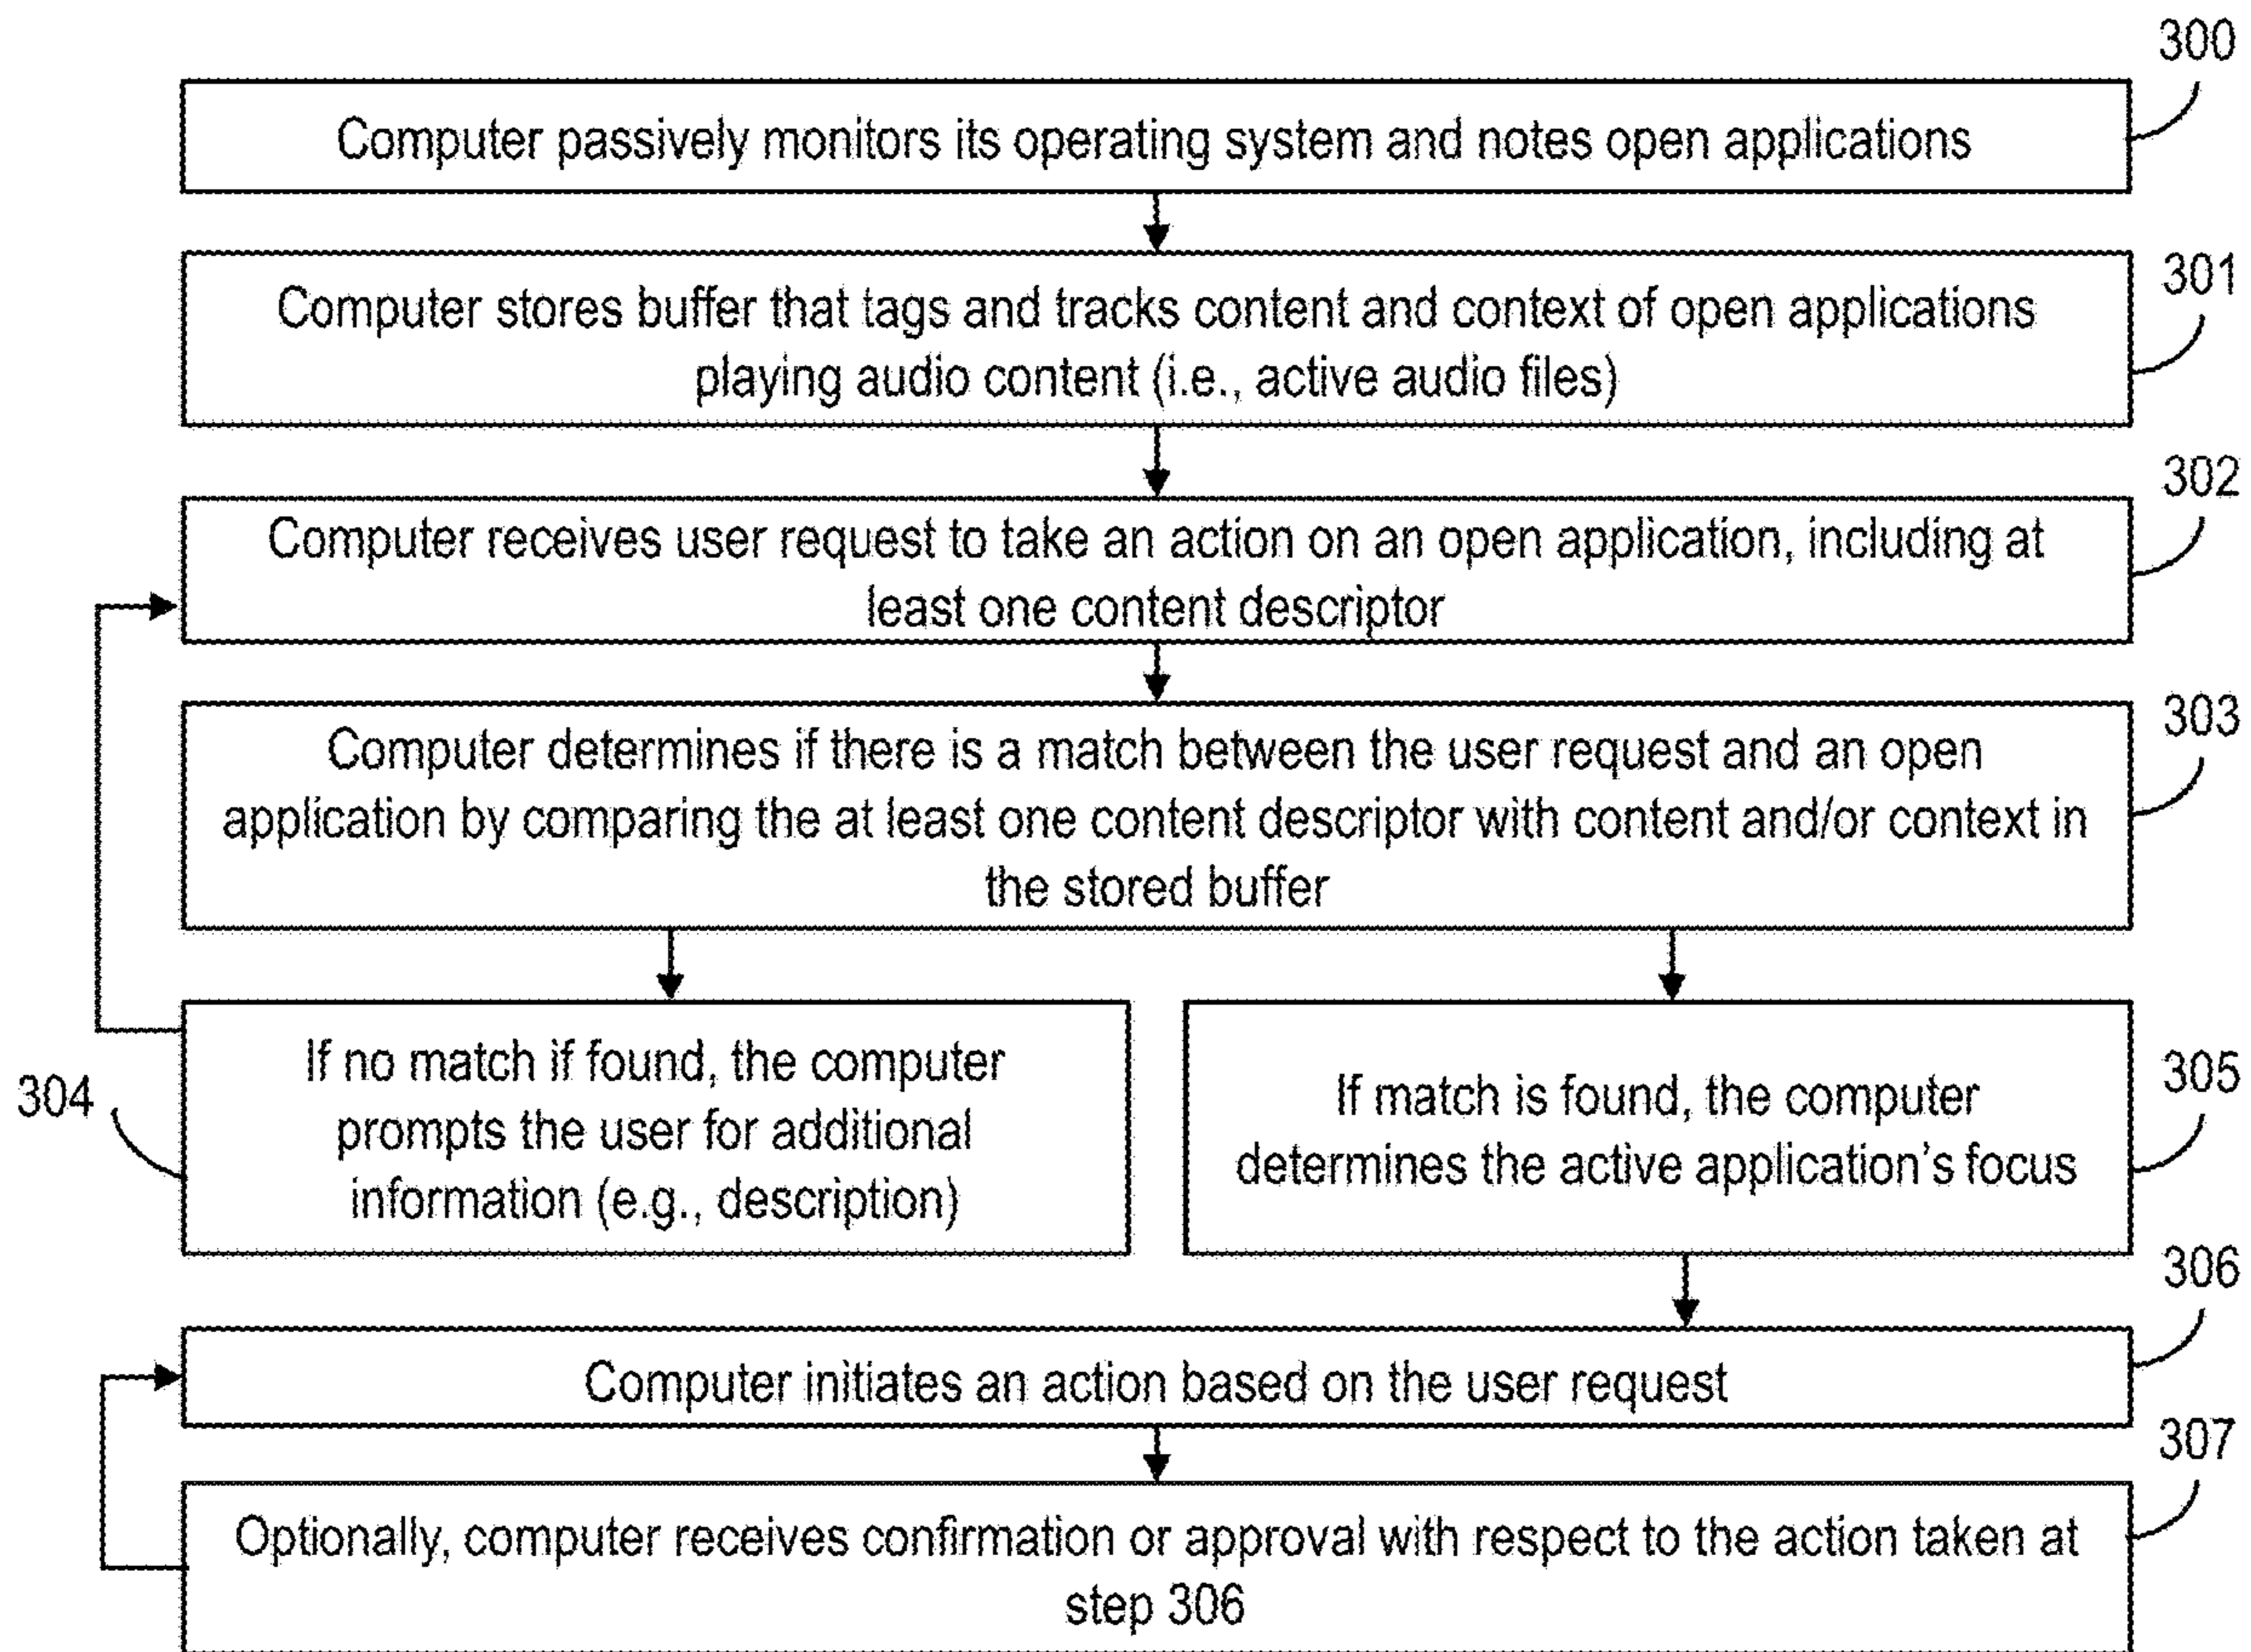 300
Computer passively monitors its operating system and notes open applications
301
Computer stores buffer that tags and tracks content and context of open applications
playing audio content (i.e., active audio files)
302
Computer receives user request to take an action on an open application, including at
least one content descriptor
303
Computer determines if there is a match between the user request and an open
application by comparing the at least one content descriptor with content and/or context in
the stored buffer
304
If no match if found, the computer
prompts the user for additional
information (e.g., description)
305
If match is found, the computer
determines the active application's focus
306
Computer initiates an action based on the user request
307
Optionally, computer receives confirmation or approval with respect to the action taken at
step 306